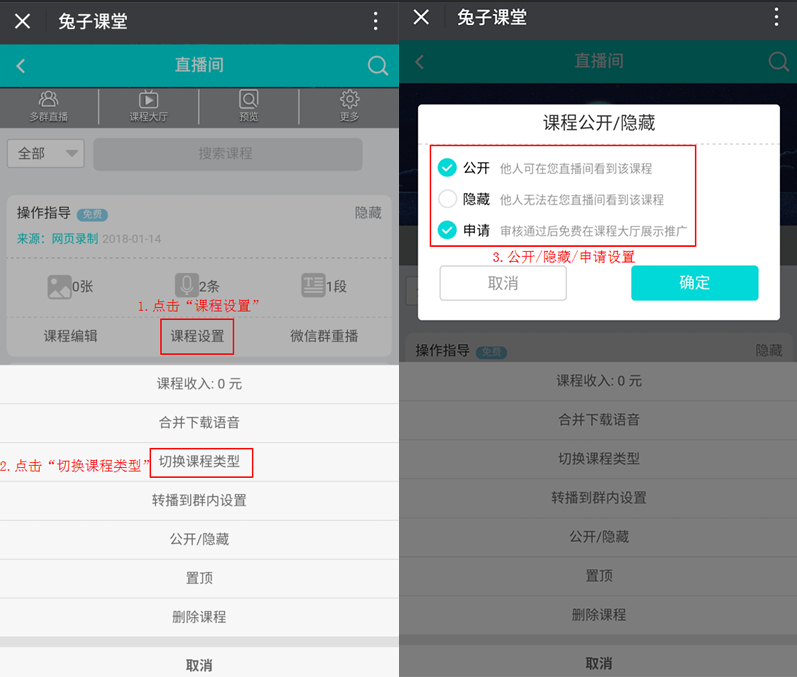 兔子课堂
直播间
多群直播 课程大厅 预览 更多
全部 搜索课程
操作指导 免费 隐藏
来源：网页录制 2018-01-14
0张 2条 1段
1.点击“课程设置”
课程编辑 课程设置 微信群重播
课程收入: 0 元
合并下载语音
2.点击“切换课程类型” 切换课程类型
转播到群内设置
公开/隐藏
置顶
删除课程
取消
兔子课堂
直播间
课程公开/隐藏
公开 他人可在您直播间看到该课程
隐藏 他人无法在您直播间看到该课程
申请 审核通过后免费在课程大厅展示推广
3.公开/隐藏/申请设置
取消 确定
操作指导 免费 隐藏
课程收入: 0 元
合并下载语音
切换课程类型
转播到群内设置
公开/隐藏
置顶
删除课程
取消